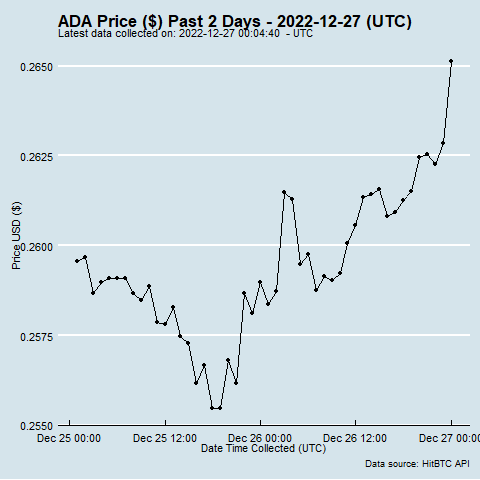 ADA Price ($) Past 2 Days - 2022-12-27 (UTC)
Latest data collected on: 2022-12-27 00:04:40 - UTC
0.2650
0.2625
0.2600
0.2575
0.2550
Price USD ($)
Dec 25 00:00 Dec 25 12:00 Dec 26 00:00 Dec 26 12:00 Dec 27 00:00
Date Time Collected (UTC)
Data source: HitBTC API